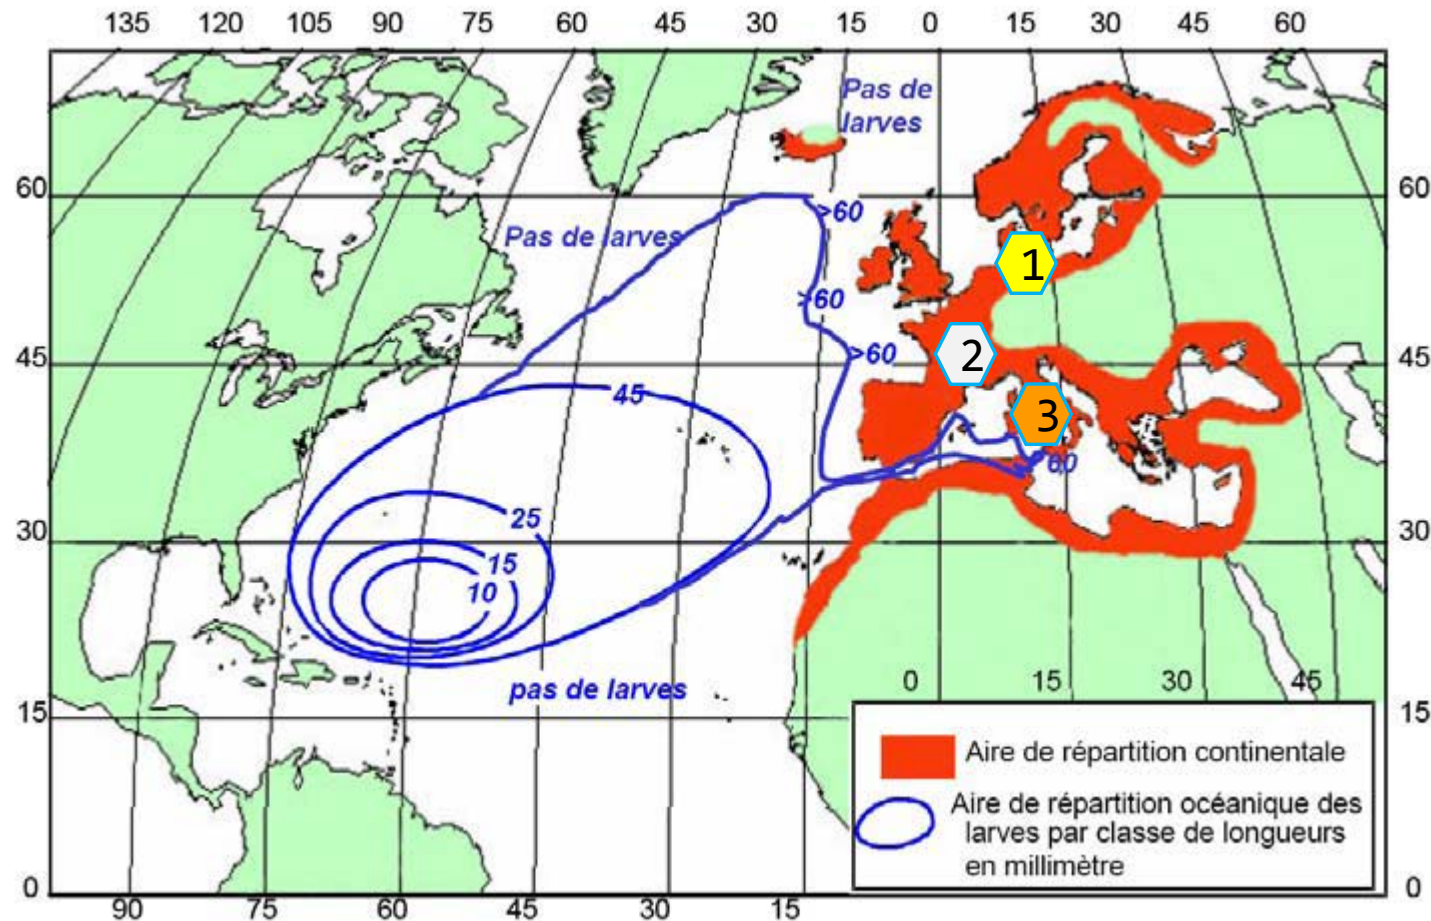 135 120 105 90 75 60 45 30 15 0 15 30 45 60
Pas de
larves
60 >60 60
Pas de larves
1
>60
2
>60
45 45
45
3
60
25
30 30
15
10
pas de larves
0 15 30 45
15 15
Aire de répartition continentale
Aire de répartition océanique des
larves par classe de longueurs
en millimètre
0 0
90 75 60 45 30 15